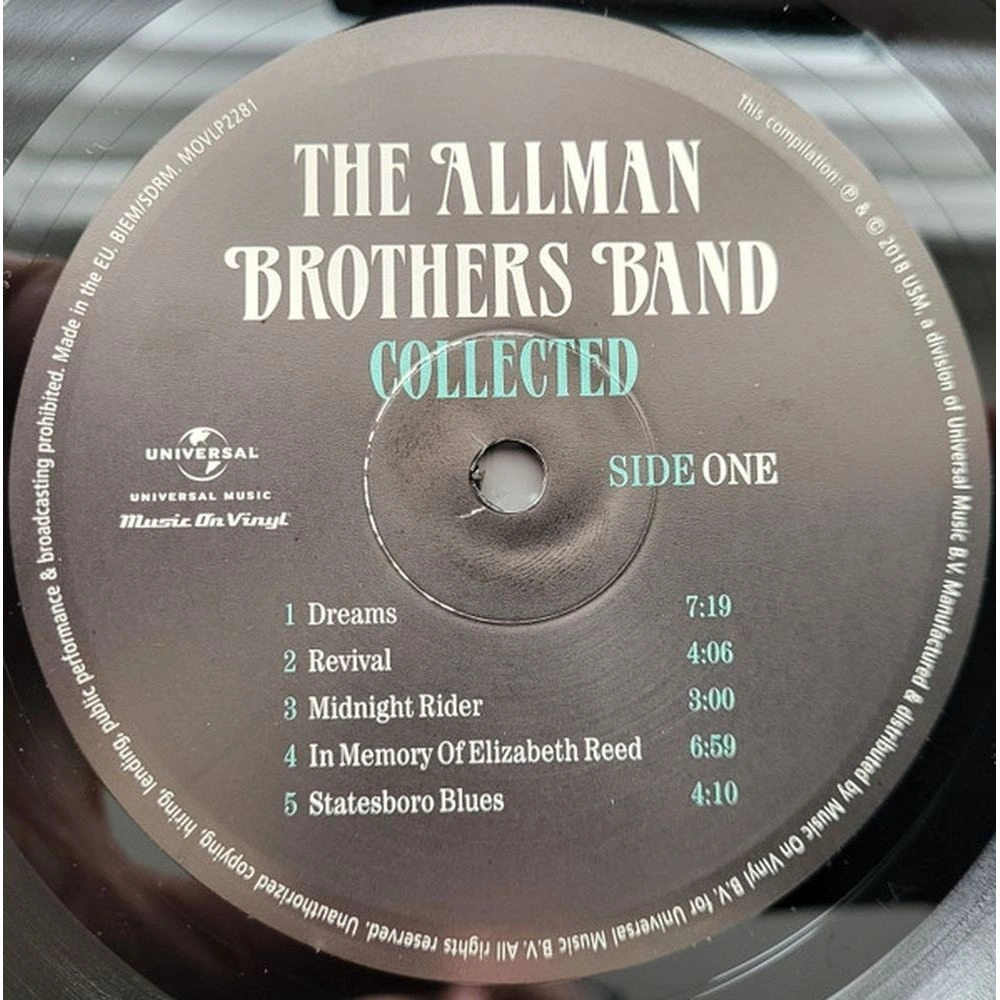 THE ALLMAN
BROTHERS BAND
COLLECTED
UNIVERSAL
UNIVERSAL MUSIC
Music On Vinyl
SIDE ONE
1 Dreams 7:19
2 Revival 4:06
3 Midnight Rider 3:00
4 In Memory Of Elizabeth Reed 6:59
5 Statesboro Blues 4:10
This compilation: ℗ & © 2018 USM, a division of Universal Music B.V. Manufactured & distributed by Music On Vinyl B.V. for Universal Music B.V. All rights reserved. Unauthorized copying, hiring, lending, public performance & broadcasting prohibited. Made in the EU. BIEM/SDRM. MOVLP2281